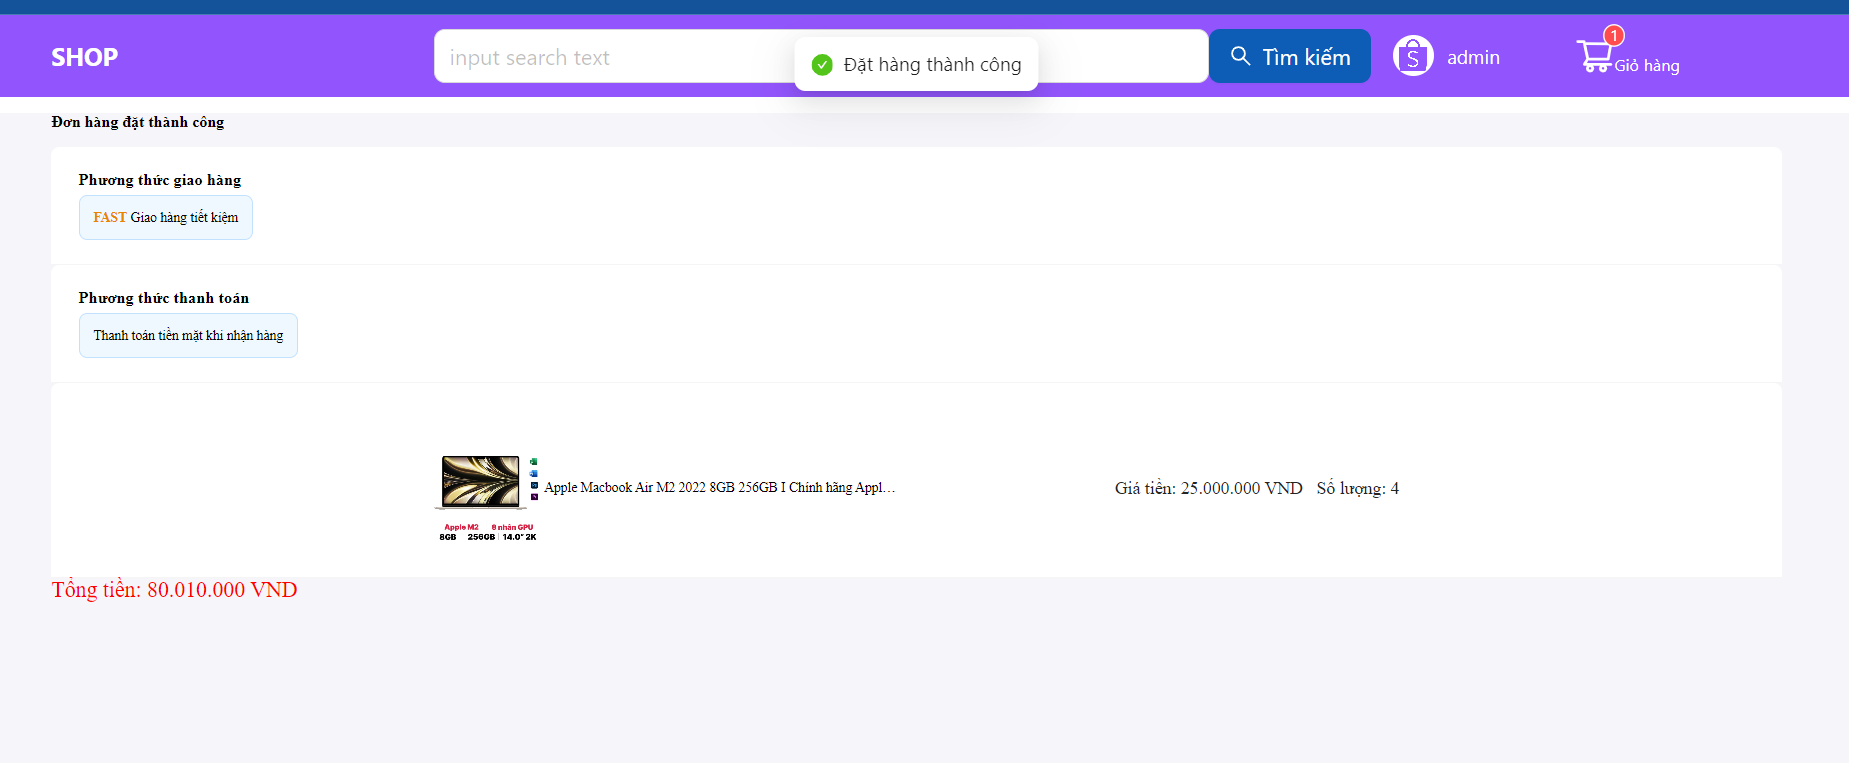 SHOP
input search text
Đặt hàng thành công
Tìm kiếm
S
admin
1
Giỏ hàng
Đơn hàng đặt thành công
Phương thức giao hàng
FAST Giao hàng tiết kiệm
Phương thức thanh toán
Thanh toán tiền mặt khi nhận hàng
Apple Macbook Air M2 2022 8GB 256GB I Chính hãng Appl...
Giá tiền: 25.000.000 VND Số lượng: 4
Apple M2 8 nhân GPU
8GB 256GB 14.0" 2K
Tổng tiền: 80.010.000 VND